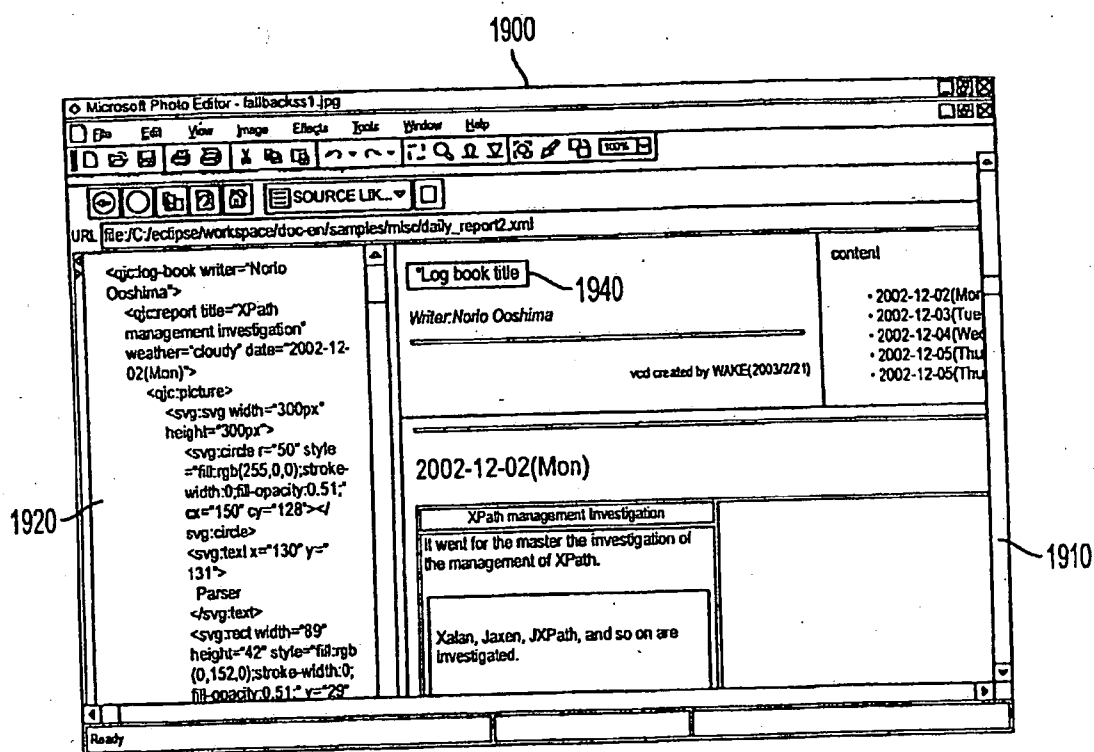 1900
Microsoft Photo Editor - fallbackss1.jpg
File Edit View Image Effects Tools Window Help
100%
SOURCE LIK...
URL file:/C:/eclipse/workspace/doc-en/samples/misc/daily_report2.xml
<qjc:log-book writer="Norio
Ooshima">
<qjc:report title="XPath
management investigation"
weather="cloudy" date="2002-12-
02(Mon)">
<qjc:picture>
<svg:svg width="300px"
height="300px">
<svg:circle r="50" style
="fill:rgb(255,0,0);stroke-
width:0;fill-opacity:0.51;"
cx="150" cy="128"></
svg:circle>
<svg:text x="130" y="
131">
Parser
</svg:text>
<svg:rect width="89"
height="42" style="fill:rgb
(0,152,0);stroke-width:0;
fill-opacity:0.51;" y="29"
1920
"Log book title
1940
Writer:Norio Ooshima
vcd created by WAKE(2003/2/21)
content
• 2002-12-02(Mon
• 2002-12-03(Tue
• 2002-12-04(Wed
• 2002-12-05(Thu
• 2002-12-05(Thu
2002-12-02(Mon)
XPath management Investigation
It went for the master the investigation of
the management of XPath.
Xalan, Jaxen, JXPath, and so on are
investigated.
1910
Ready